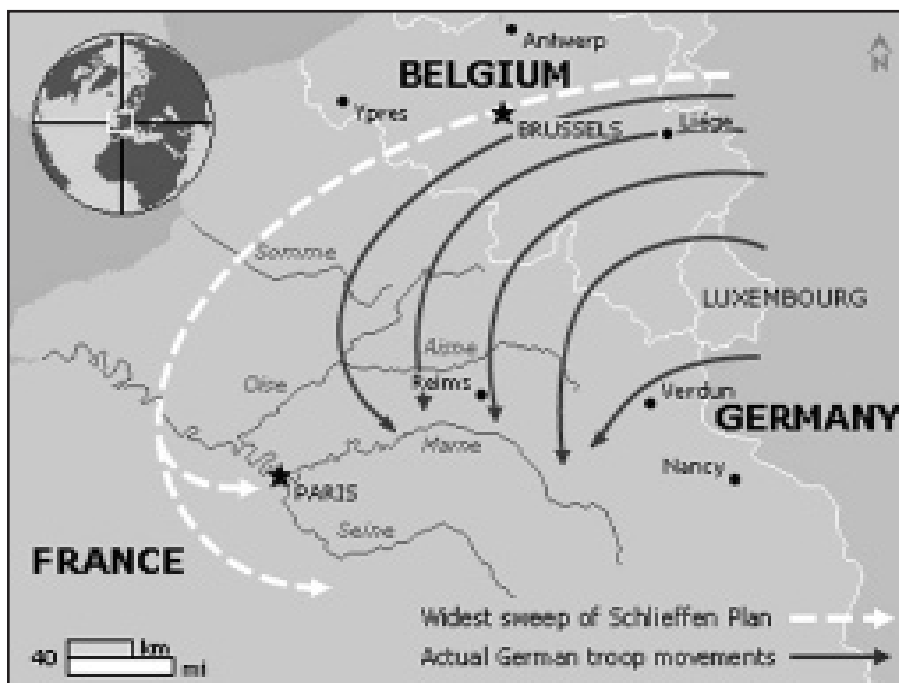 Antwerp
N
BELGIUM
Ypres
BRUSSELS
Liége
Somme
LUXEMBOURG
Aisne
Oise
Reims
Verdun
GERMANY
Marne
Nancy
PARIS
Seine
FRANCE
Widest sweep of Schlieffen Plan
Actual German troop movements
40
km
mi